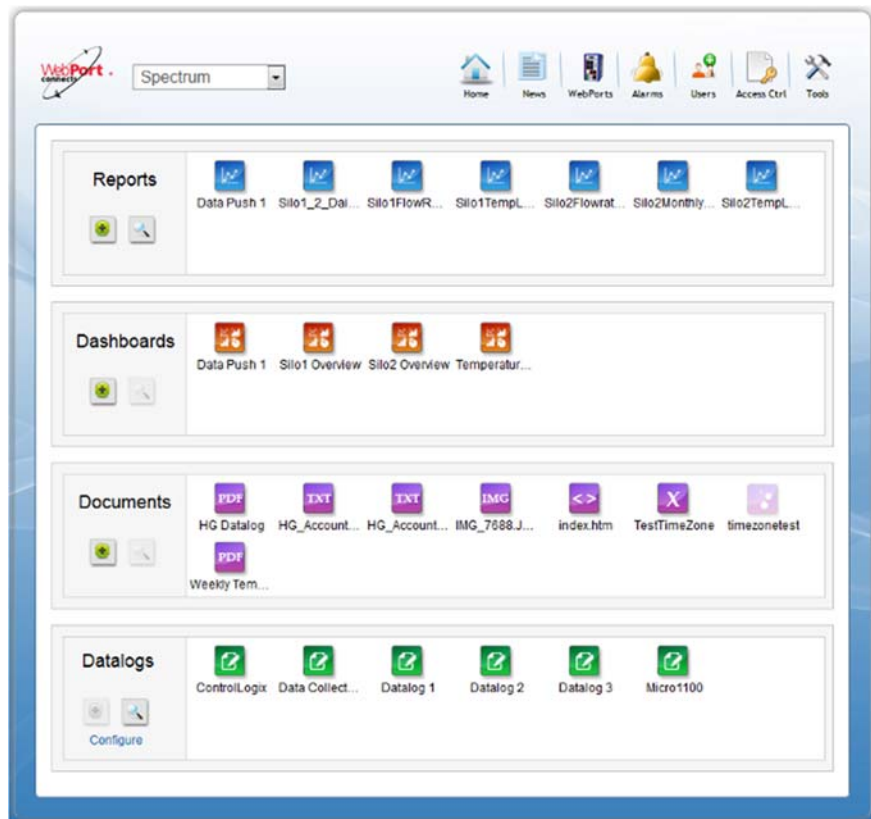 WebPort.
connects
Spectrum
Home News WebPorts Alarms Users Access Ctrl Tools
Reports
Data Push 1 Silo1_2_Dai... Silo1FlowR... Silo1TempL... Silo2Flowrat... Silo2Monthly... Silo2TempL...
Dashboards
Data Push 1 Silo1 Overview Silo2 Overview Temperatur...
Documents
PDF TXT TXT IMG <> X
HG Datalog HG_Account... HG_Account... IMG_7688.J... index.htm TestTimeZone timezonetest
PDF
Weekly Tem...
Datalogs
ControlLogix Data Collect... Datalog 1 Datalog 2 Datalog 3 Micro1100
Configure